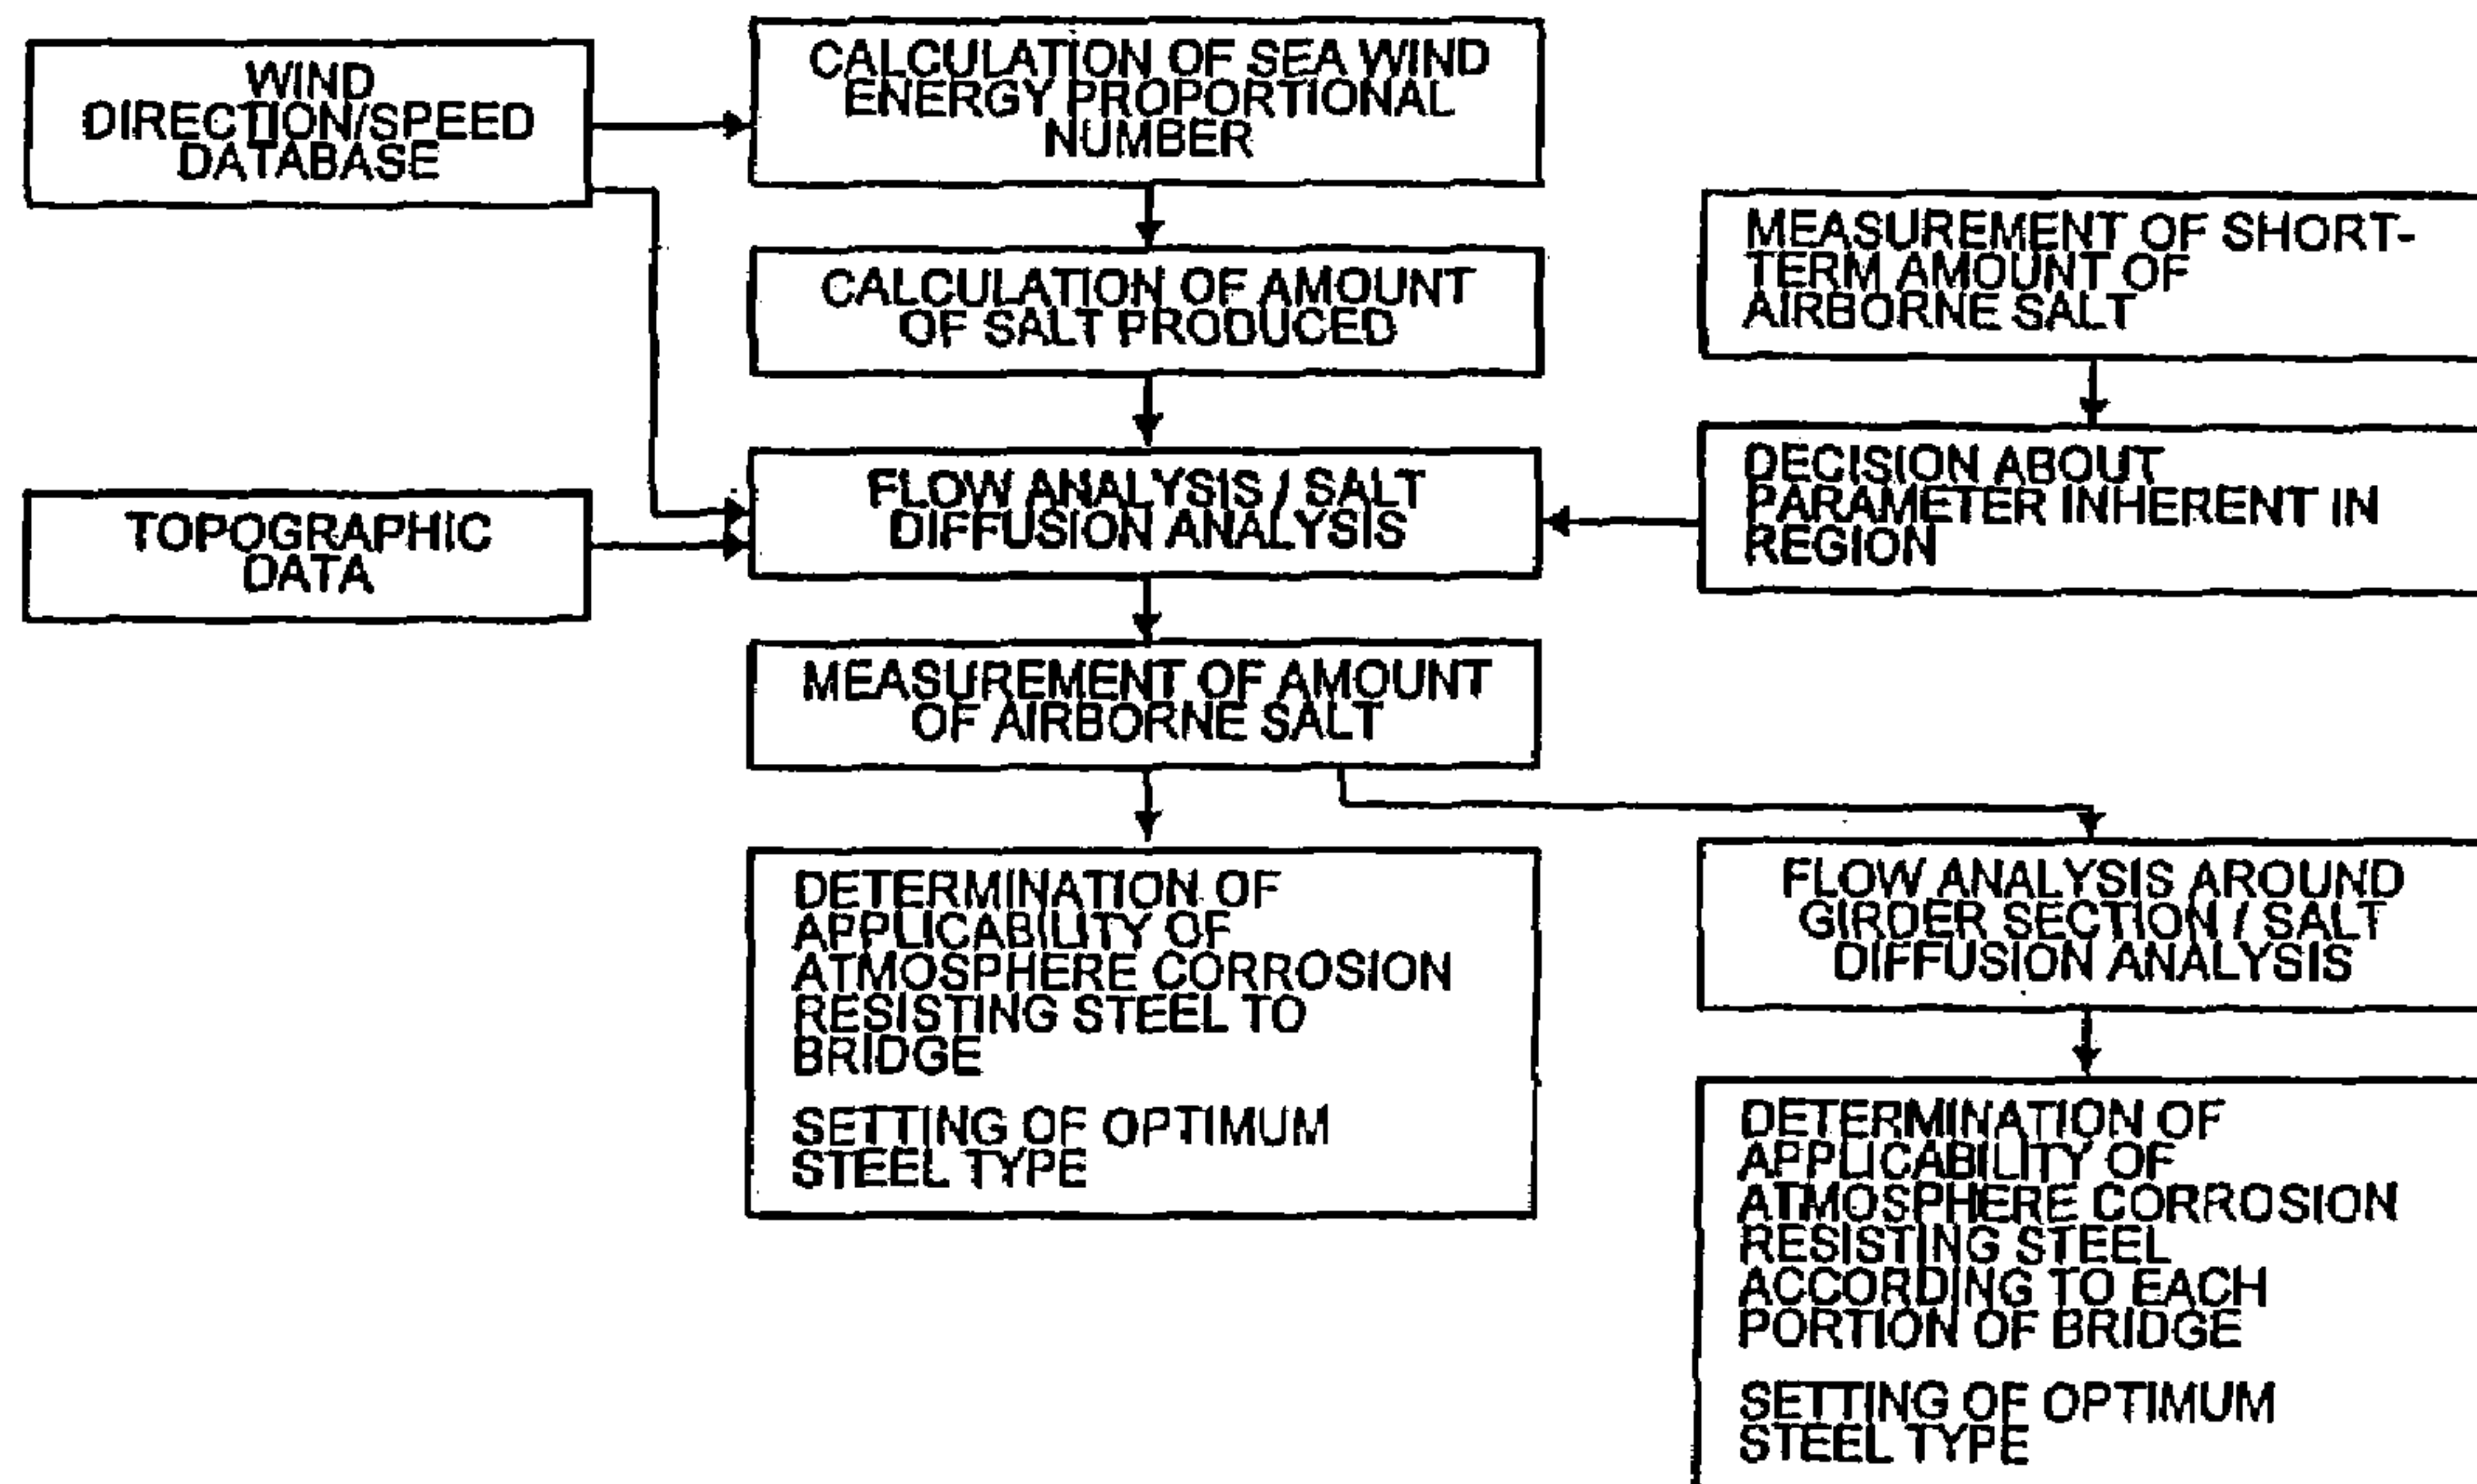 WIND
DIRECTION/SPEED
DATABASE
CALCULATION OF SEA WIND
ENERGY PROPORTIONAL
NUMBER
CALCULATION OF AMOUNT
OF SALT PRODUCED
MEASUREMENT OF SHORT-
TERM AMOUNT OF
AIRBORNE SALT
TOPOGRAPHIC
DATA
FLOW ANALYSIS / SALT
DIFFUSION ANALYSIS
DECISION ABOUT
PARAMETER INHERENT IN
REGION
MEASUREMENT OF AMOUNT
OF AIRBORNE SALT
DETERMINATION OF
APPLICABILITY OF
ATMOSPHERE CORROSION
RESISTING STEEL TO
BRIDGE
SETTING OF OPTIMUM
STEEL TYPE
FLOW ANALYSIS AROUND
GIRDER SECTION / SALT
DIFFUSION ANALYSIS
DETERMINATION OF
APPLICABILITY OF
ATMOSPHERE CORROSION
RESISTING STEEL
ACCORDING TO EACH
PORTION OF BRIDGE
SETTING OF OPTIMUM
STEEL TYPE